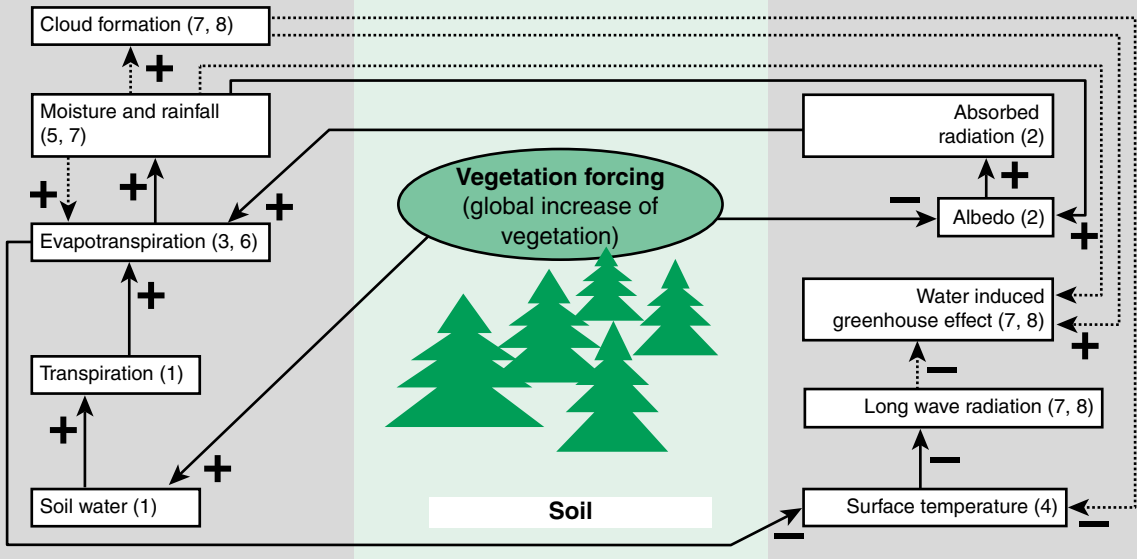 Cloud formation (7, 8)
+
Moisture and rainfall
(5, 7)
+
+
Evapotranspiration (3, 6)
+
+
Transpiration (1)
+
Soil water (1)
+
Vegetation forcing
(global increase of
vegetation)
Soil
Absorbed
radiation (2)
+
−
Albedo (2)
+
Water induced
greenhouse effect (7, 8)
+
−
Long wave radiation (7, 8)
−
Surface temperature (4)
−
−